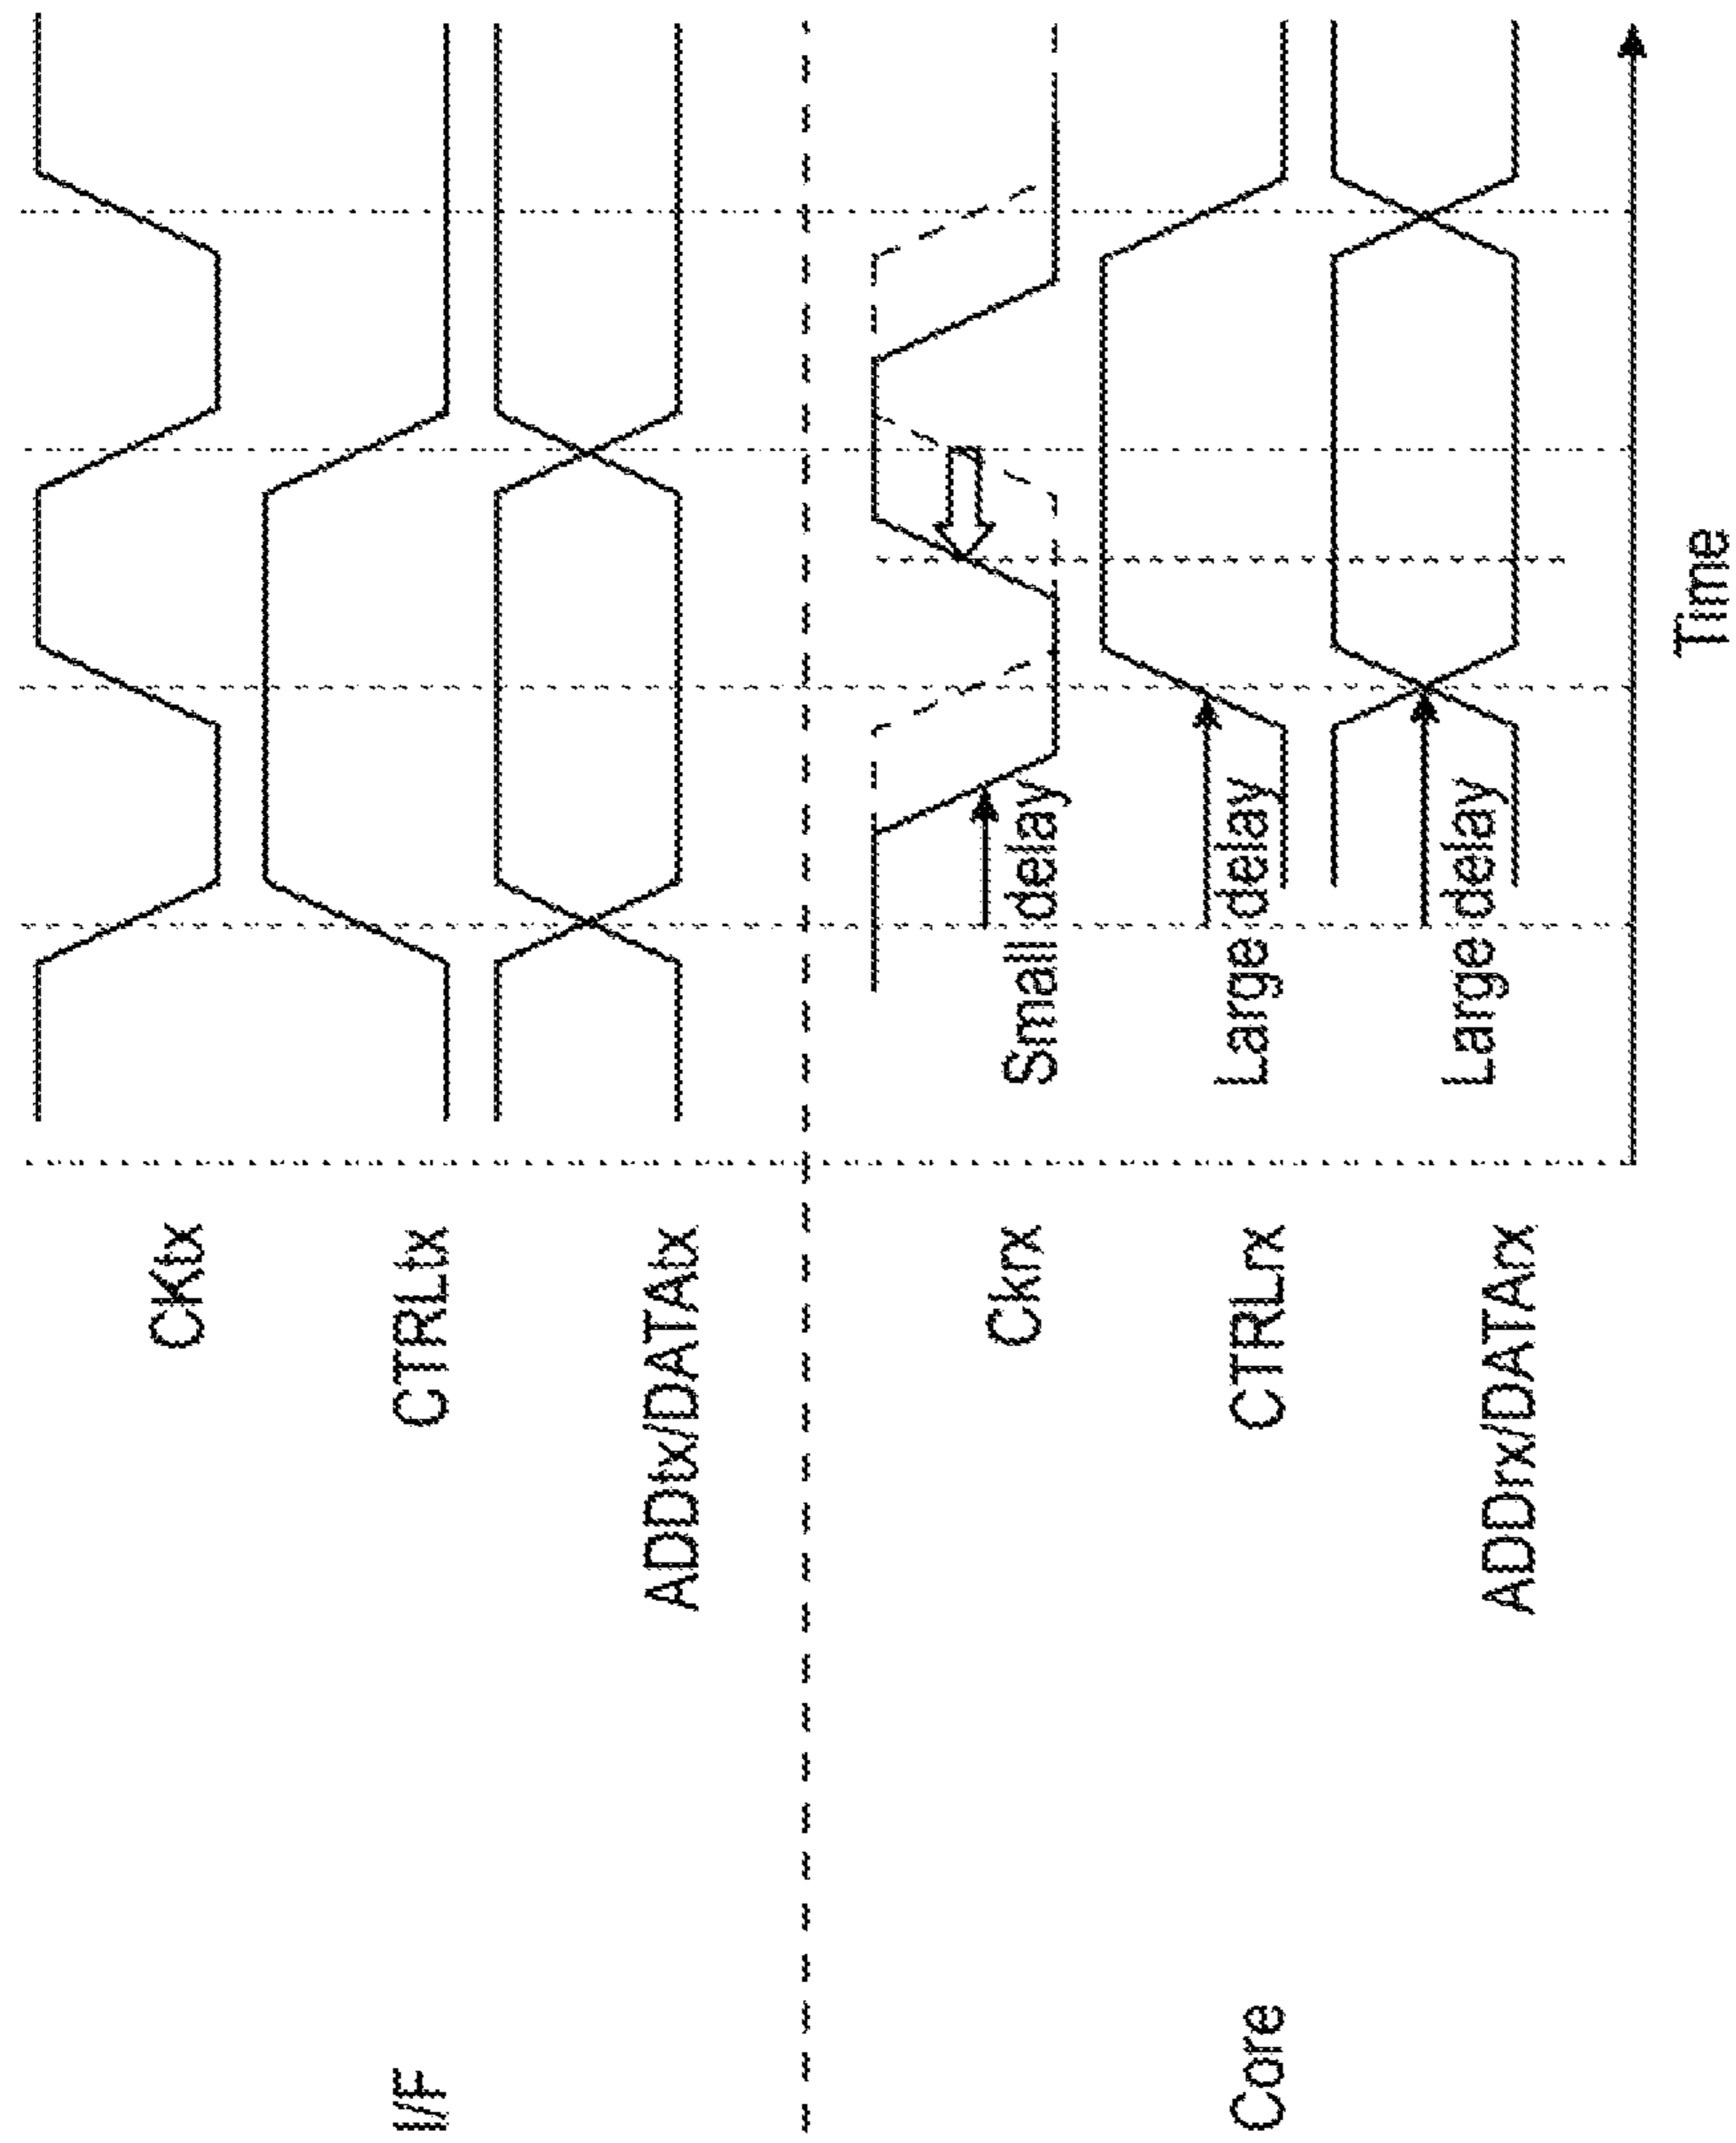 I/F
CKtx
CTRLtx
ADDtx/DATAtx
Core
Ckrx
Small delay
CTRLrx
Large delay
ADDrx/DATArx
Large delay
Time